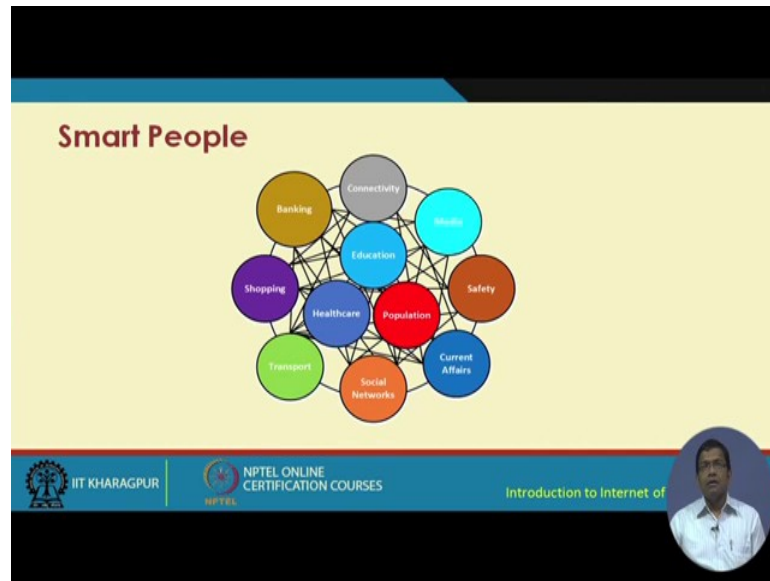 Smart People
Connectivity
Banking
Media
Education
Shopping
Safety
Healthcare
Population
Transport
Current
Affairs
Social
Networks
IIT KHARAGPUR
NPTEL
NPTEL ONLINE
CERTIFICATION COURSES
Introduction to Internet of